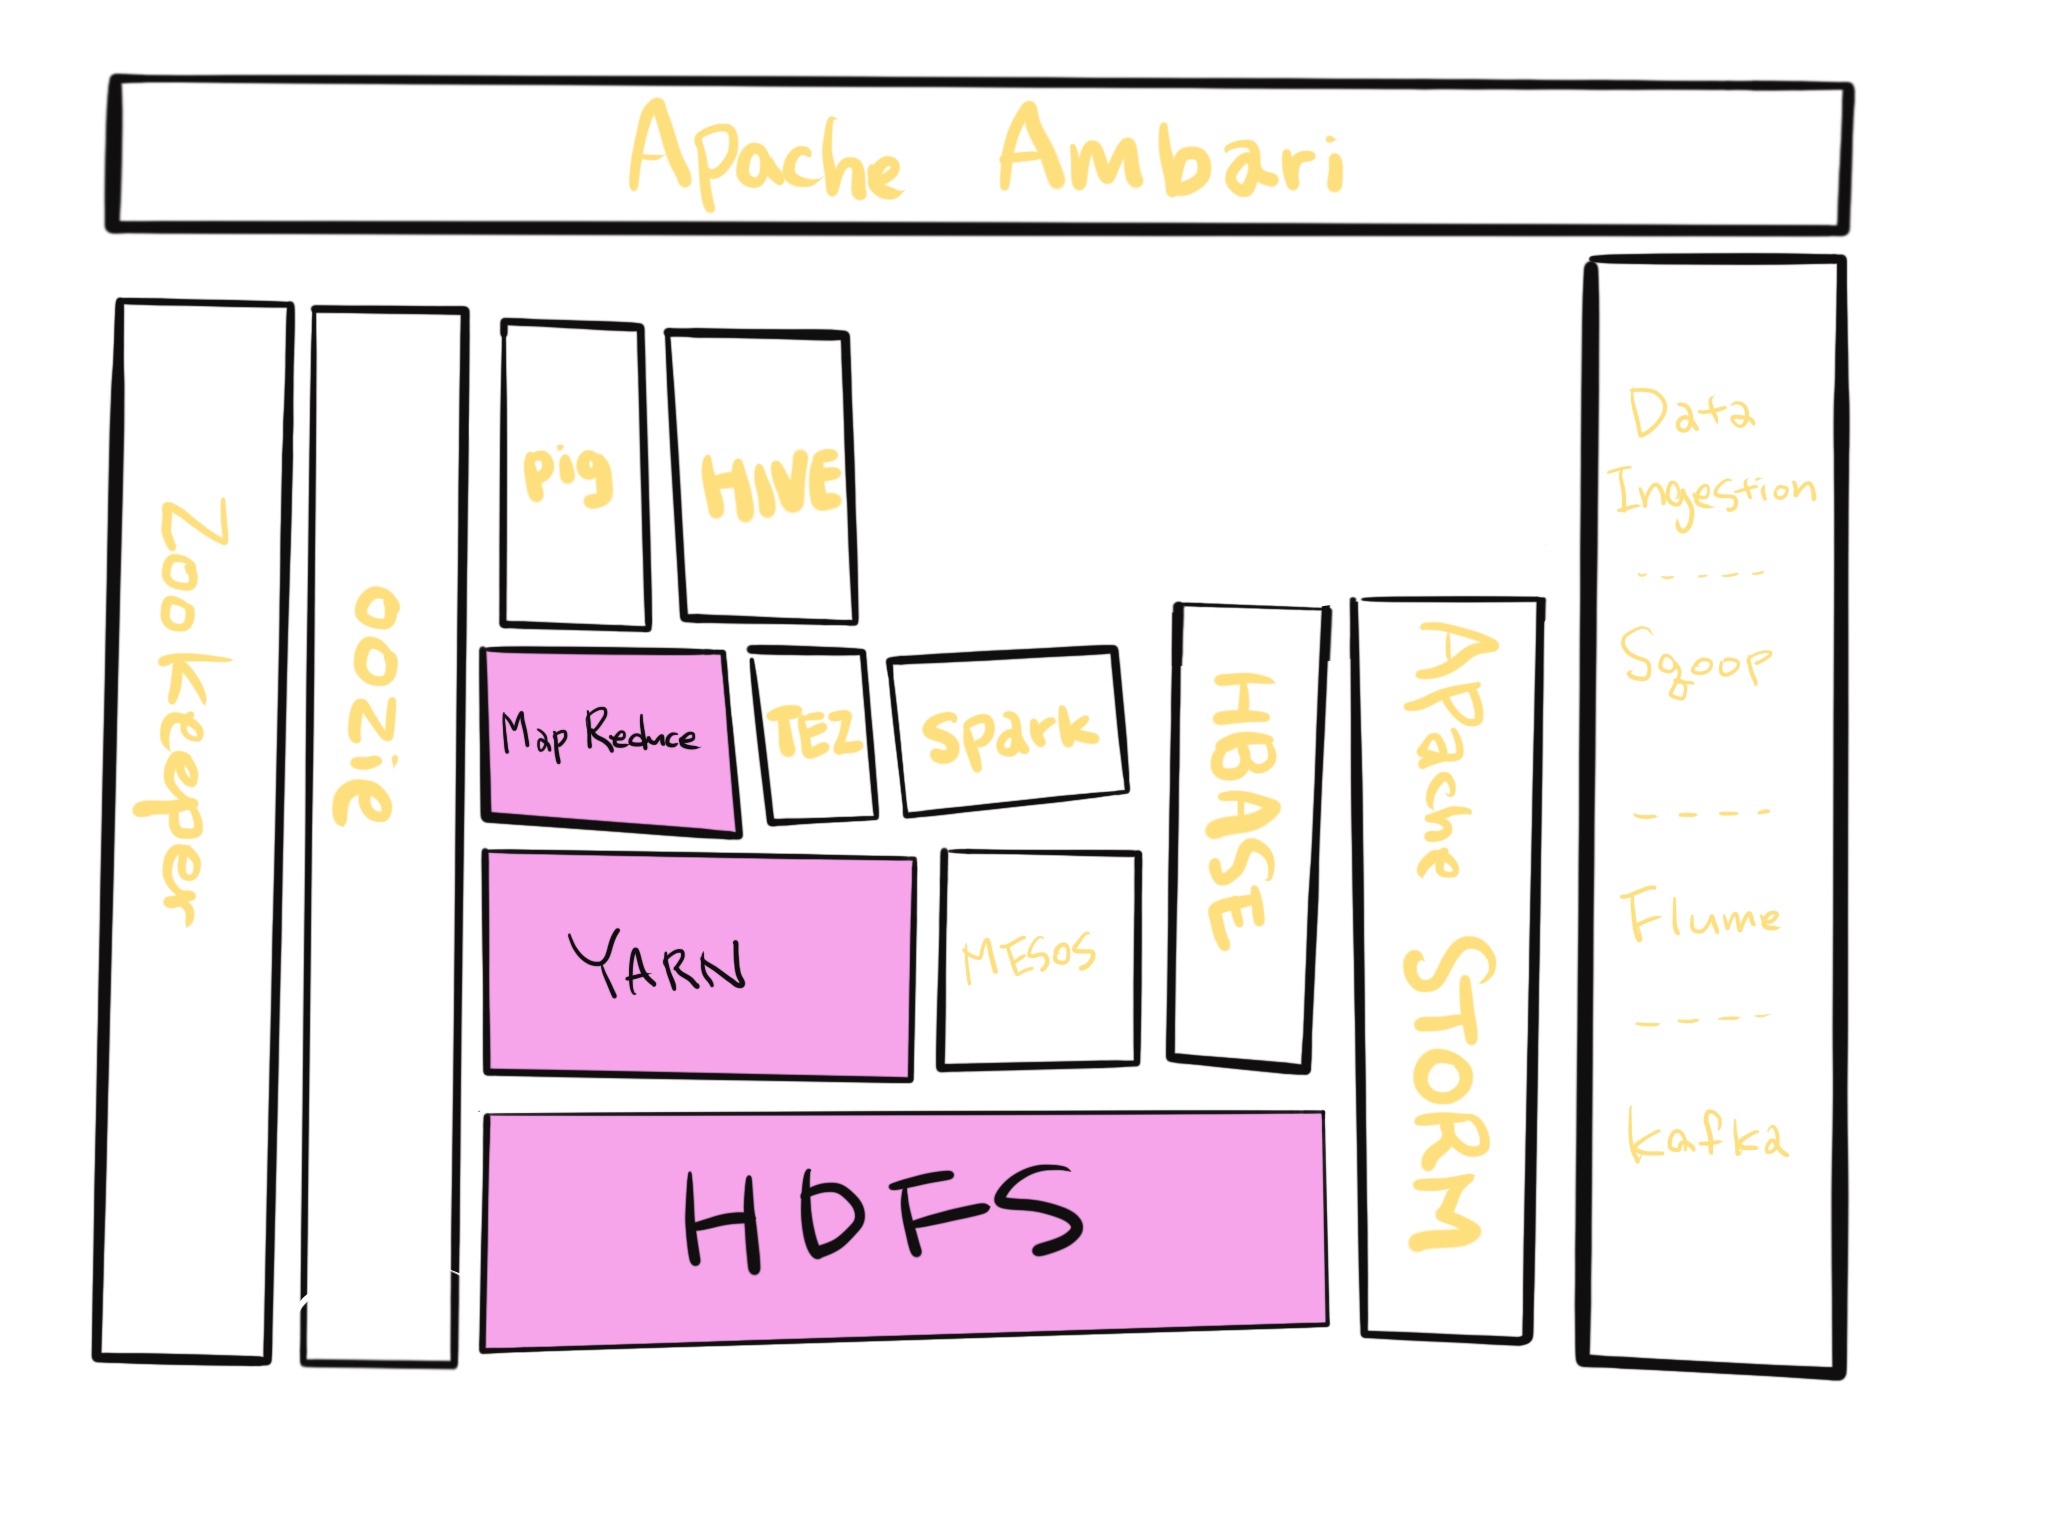 Apache Ambari
Zookeeper
oozie
Pig
HIVE
Map Reduce
TEZ
Spark
YARN
MESOS
HDFS
HBASE
APache STORM
Data
Ingestion
Sqoop
Flume
kafka